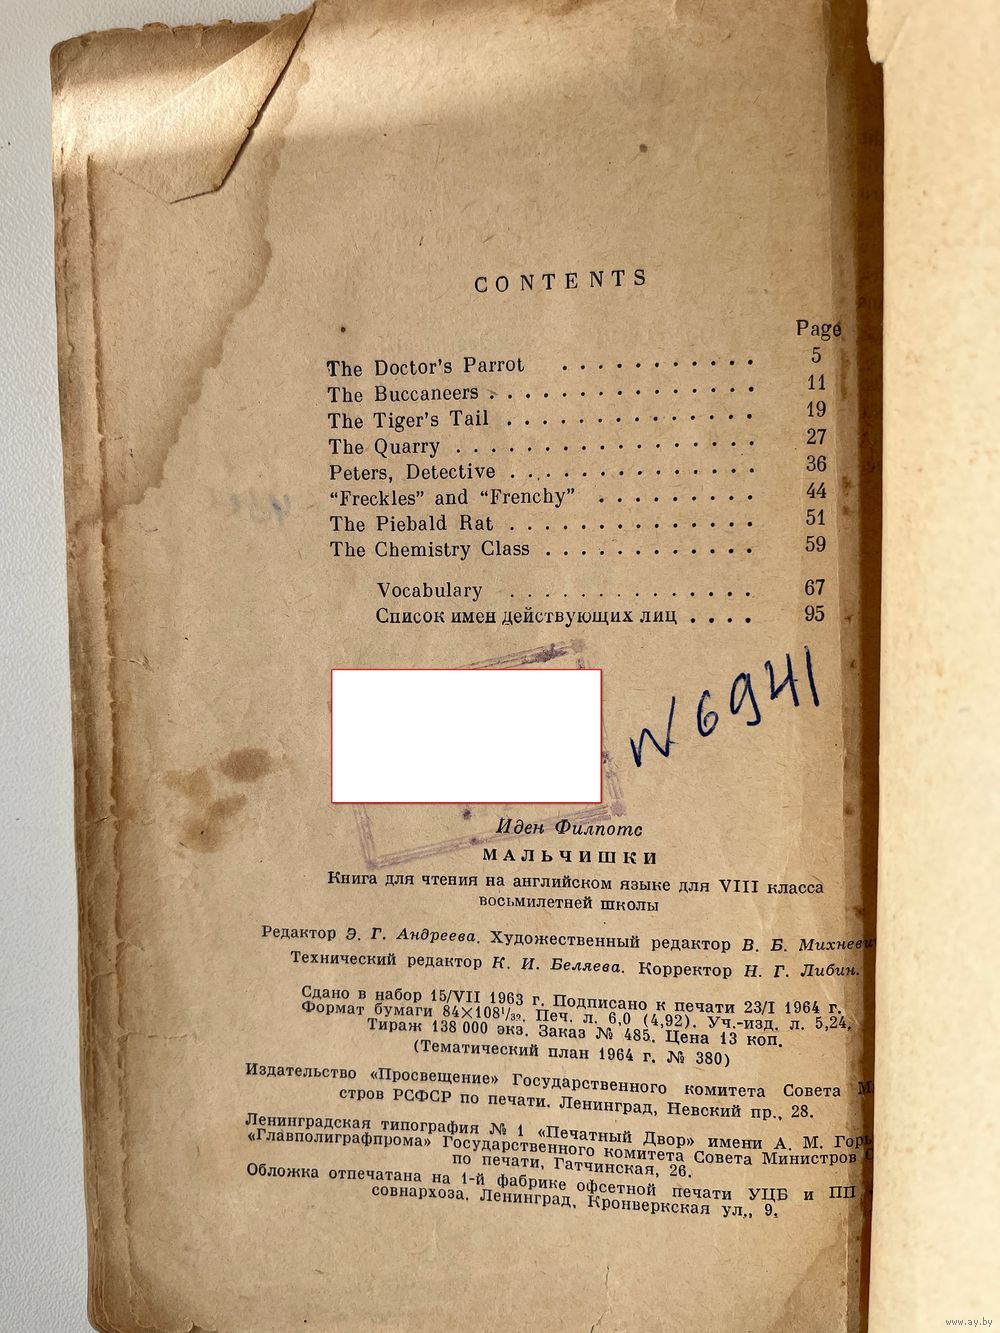 CONTENTS
Page
The Doctor's Parrot . . . . . . . . . . . 5
The Buccaneers . . . . . . . . . . . . . 11
The Tiger's Tail . . . . . . . . . . . . . 19
The Quarry . . . . . . . . . . . . . . . 27
Peters, Detective . . . . . . . . . . . . 36
“Freckles” and “Frenchy” . . . . . . . . 44
The Piebald Rat . . . . . . . . . . . . 51
The Chemistry Class . . . . . . . . . . . 59
Vocabulary . . . . . . . . . . . . 67
Список имен действующих лиц . . . . 95
N 6941
Иден Филпотс
МАЛЬЧИШКИ
Книга для чтения на английском языке для VIII класса
восьмилетней школы
Редактор Э. Г. Андреева. Художественный редактор В. Б. Михневи
Технический редактор К. И. Беляева. Корректор Н. Г. Либин.
Сдано в набор 15/VII 1963 г. Подписано к печати 23/I 1964 г.
Формат бумаги 84×108¹/₃₂. Печ. л. 6,0 (4,92). Уч.-изд. л. 5,24.
Тираж 138 000 экз. Заказ № 485. Цена 13 коп.
(Тематический план 1964 г. № 380)
Издательство «Просвещение» Государственного комитета Совета М
стров РСФСР по печати. Ленинград, Невский пр., 28.
Ленинградская типография № 1 «Печатный Двор» имени А. М. Горь
«Главполиграфпрома» Государственного комитета Совета Министров С
по печати, Гатчинская, 26.
Обложка отпечатана на 1-й фабрике офсетной печати УЦБ и ПП
совнархоза, Ленинград, Кронверкская ул., 9.
www.ay.by